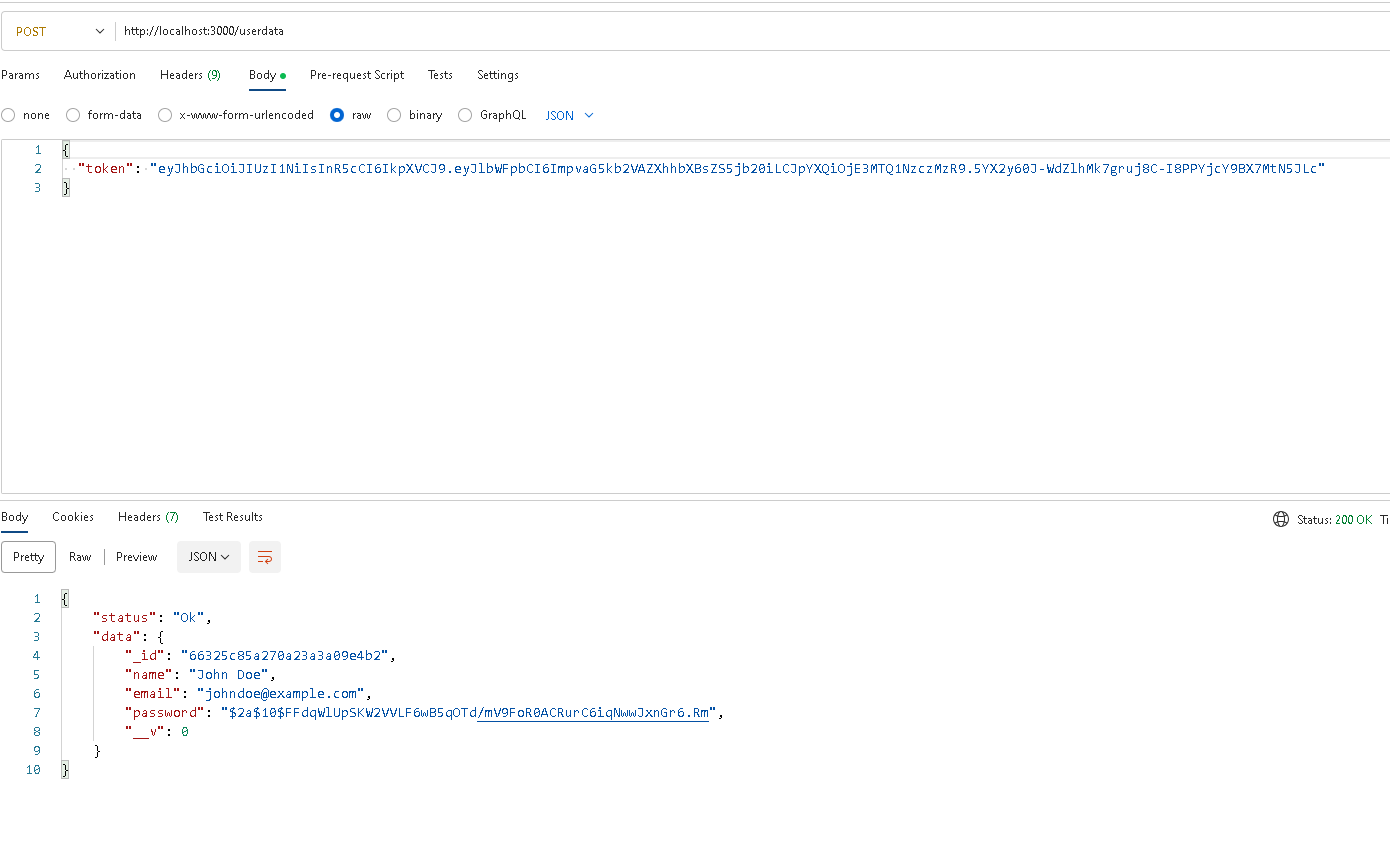 POST http://localhost:3000/userdata
Params Authorization Headers (9) Body Pre-request Script Tests Settings
none form-data x-www-form-urlencoded raw binary GraphQL JSON
1 {
2 "token": "eyJhbGciOiJIUzI1NiIsInR5cCI6IkpXVCJ9.eyJlbWFpbCI6ImpvaG5kb2VAZXhhbXBsZS5jb20iLCJpYXQiOjE3MTQ1NzczMzR9.5YX2y60J-WdZlhMk7gruj8C-I8PPYjcY9BX7MtN5JLc"
3 }
Body Cookies Headers (7) Test Results Status: 200 OK Ti
Pretty Raw Preview JSON
1 {
2 "status": "Ok",
3 "data": {
4 "_id": "66325c85a270a23a3a09e4b2",
5 "name": "John Doe",
6 "email": "johndoe@example.com",
7 "password": "$2a$10$FFdqWlUpSKW2VVLF6wB5qOTd/mV9FoR0ACRurC6iqNwwJxnGr6.Rm",
8 "__v": 0
9 }
10 }